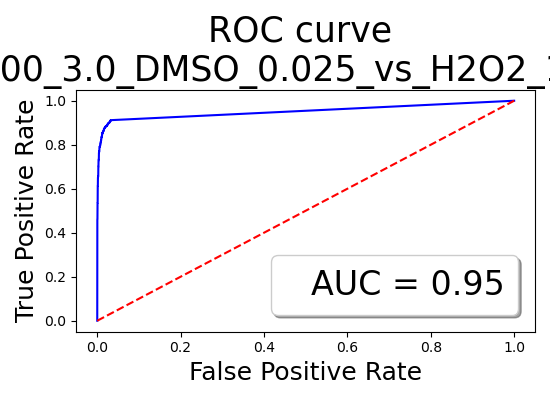 ROC curve
00_3.0_DMSO_0.025_vs_H2O2_
True Positive Rate
1.0
0.8
0.6
0.4
0.2
0.0
AUC = 0.95
0.0 0.2 0.4 0.6 0.8 1.0
False Positive Rate